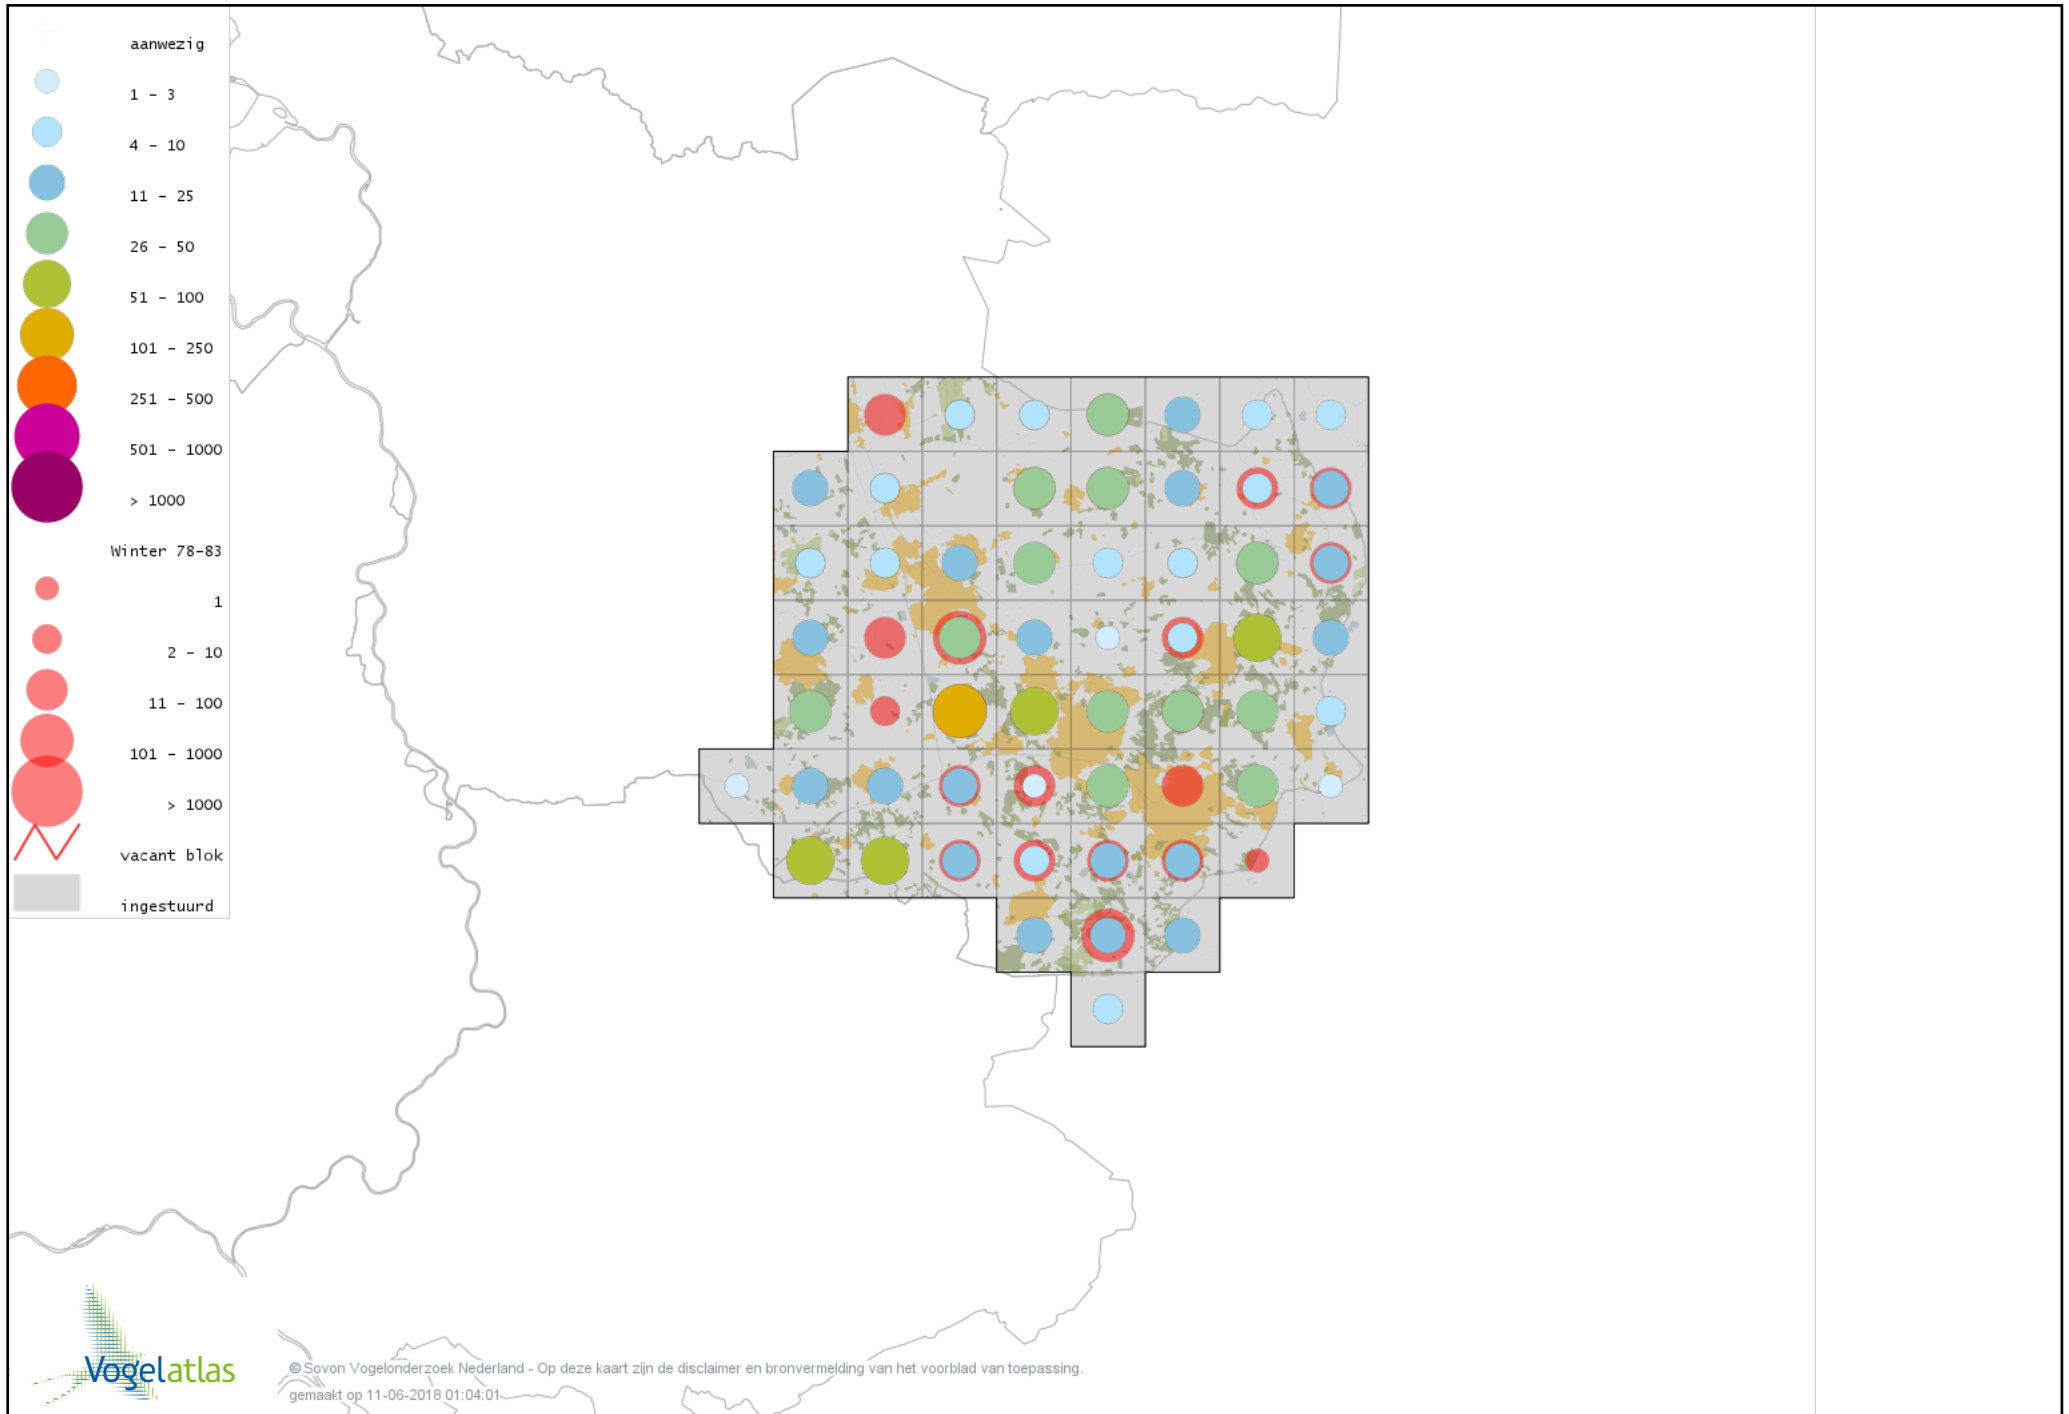 aanwezig
1 - 3
4 - 10
11 - 25
26 - 50
51 - 100
101 - 250
251 - 500
501 - 1000
> 1000
Winter 78-83
1
2 - 10
11 - 100
101 - 1000
> 1000
vacant blok
ingestuurd
Vogelatlas
© Sovon Vogelonderzoek Nederland - Op deze kaart zijn de disclaimer en bronvermelding van het voorblad van toepassing.
gemaakt op 11-06-2018 01:04:01